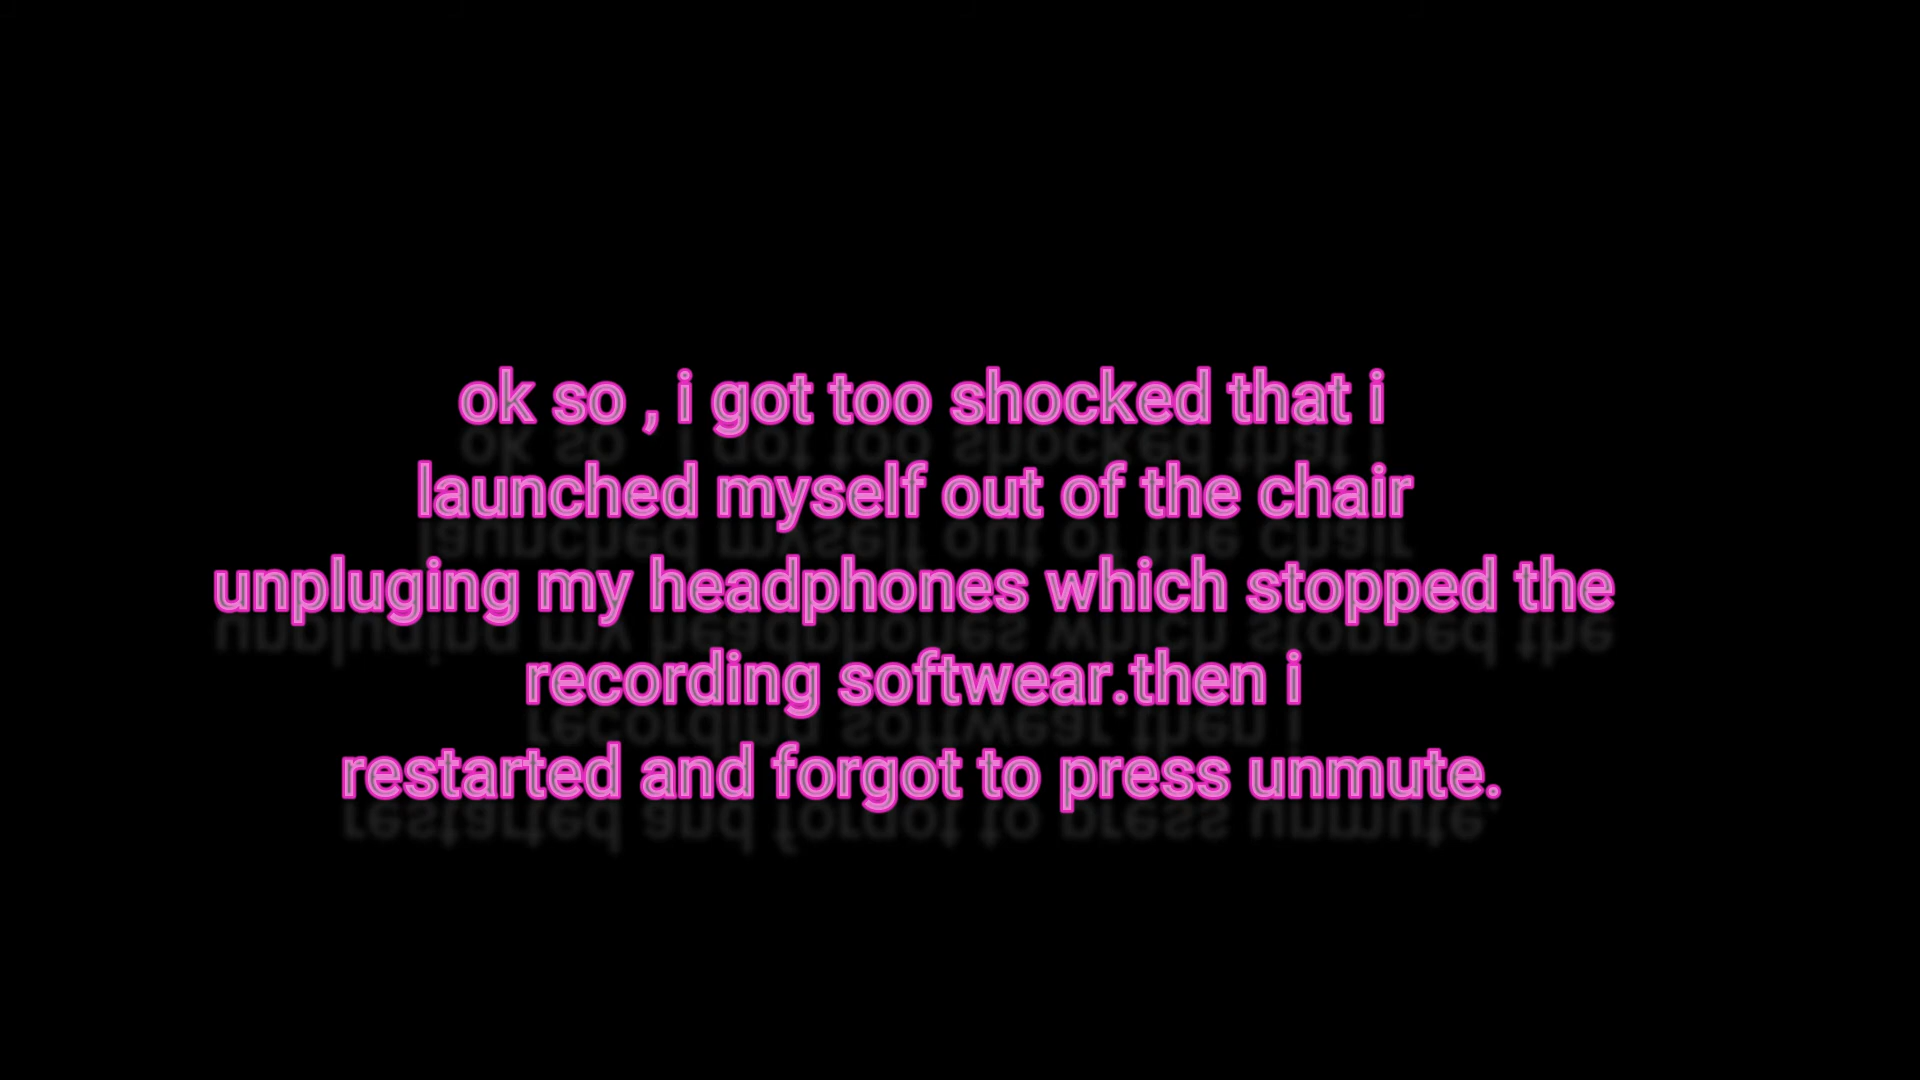 ok so , i got too shocked that i
launched myself out of the chair
unpluging my headphones which stopped the
recording softwear.then i
restarted and forgot to press unmute.